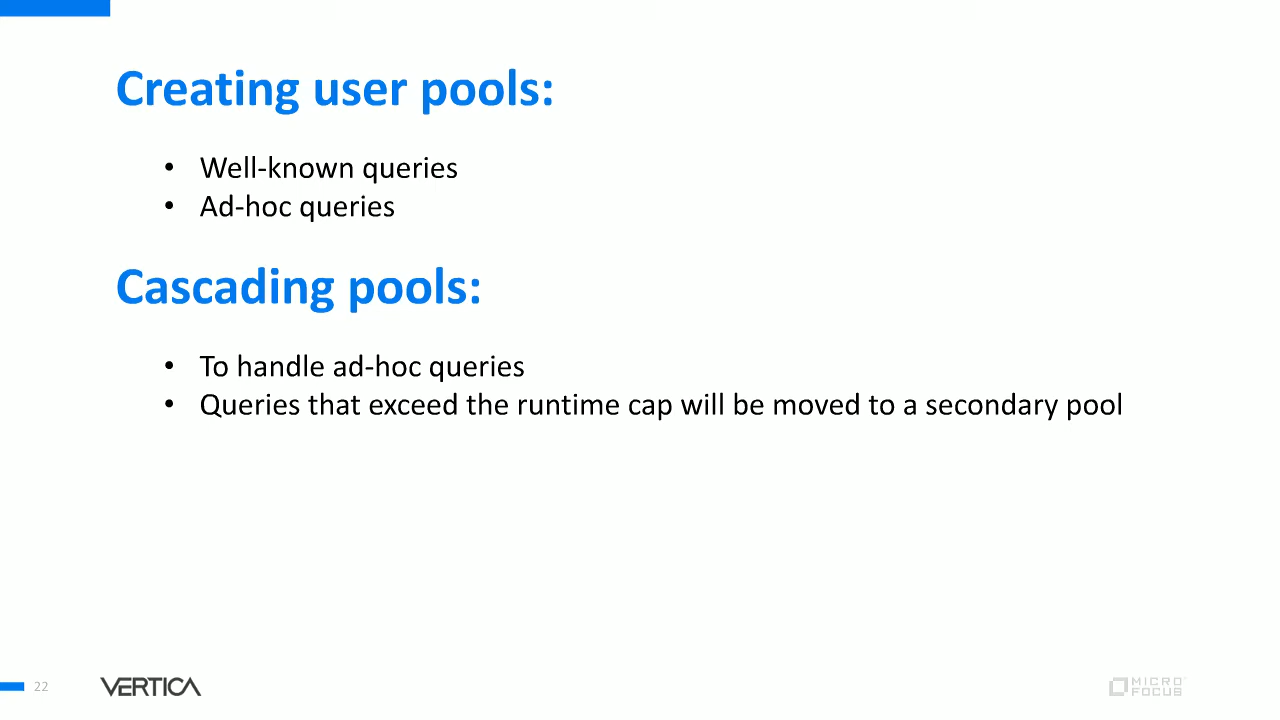 Creating user pools:
• Well-known queries
• Ad-hoc queries
Cascading pools:
• To handle ad-hoc queries
• Queries that exceed the runtime cap will be moved to a secondary pool
22
VERTICA
MICRO
FOCUS